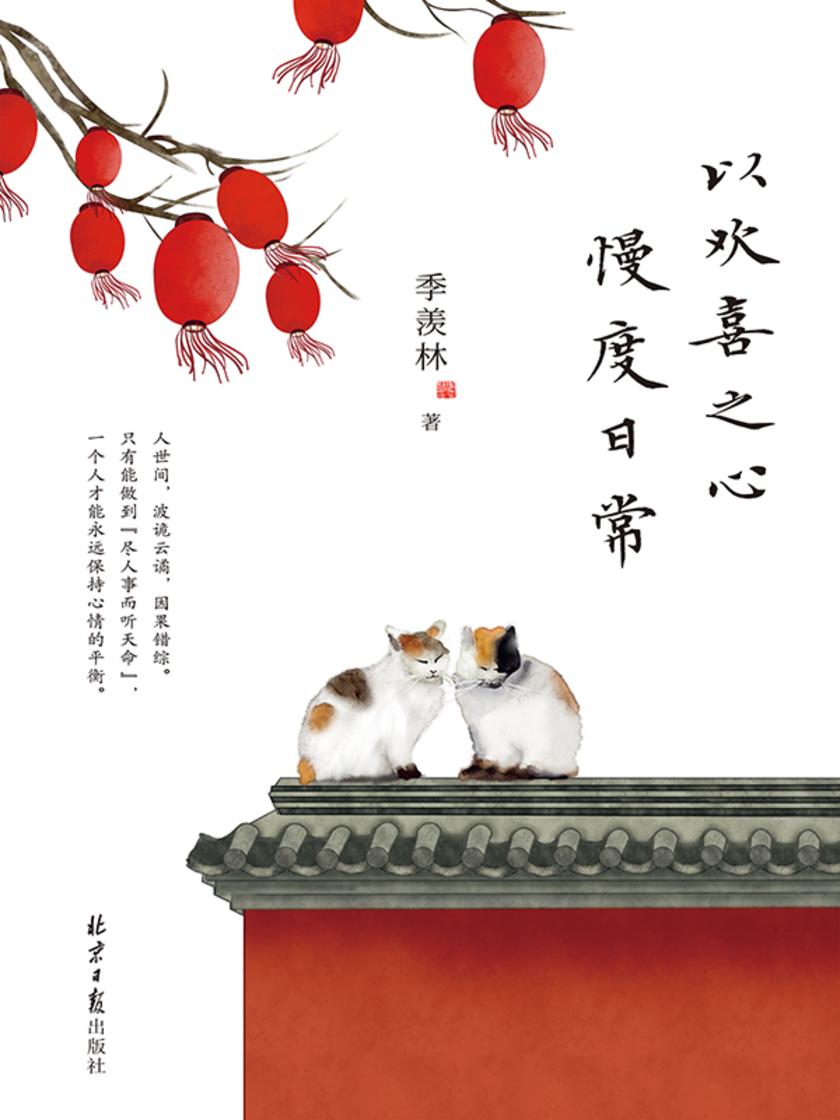 以欢喜之心
慢度日常
季羡林
著
人世间，波诡云谲，因果错综。
只有能做到『尽人事而听天命』，
一个人才能永远保持心情的平衡。
北京日报出版社